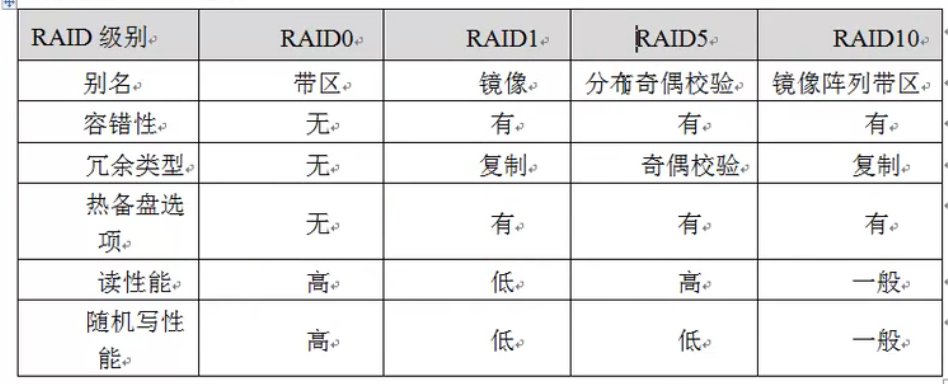 RAID 级别 RAID0 RAID1 RAID5 RAID10
别名 带区 镜像 分布奇偶校验 镜像阵列带区
容错性 无 有 有 有
冗余类型 无 复制 奇偶校验 复制
热备盘选项 无 有 有 有
读性能 高 低 高 一般
随机写性能 高 低 低 一般